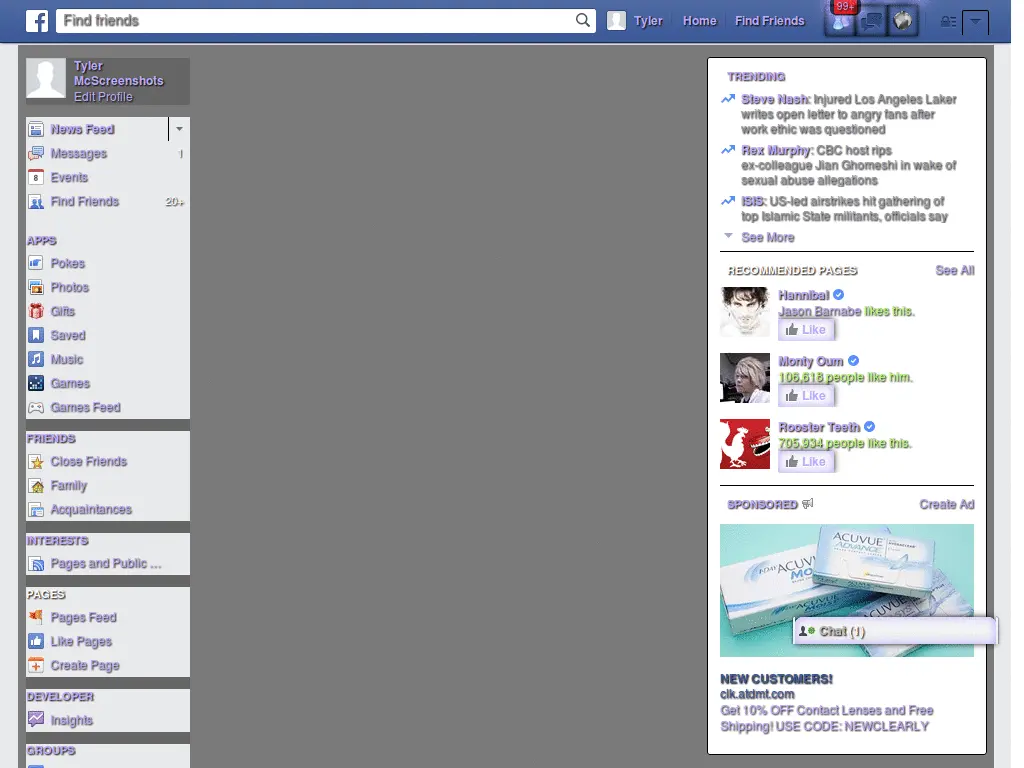 f Find friends Tyler Home Find Friends 99+
Tyler
McScreenshots
Edit Profile
News Feed
Messages 1
8 Events
Find Friends 20+
APPS
Pokes
Photos
Gifts
Saved
Music
Games
Games Feed
FRIENDS
Close Friends
Family
Acquaintances
INTERESTS
Pages and Public ...
PAGES
Pages Feed
Like Pages
Create Page
DEVELOPER
Insights
GROUPS
TRENDING
Steve Nash: Injured Los Angeles Laker
writes open letter to angry fans after
work ethic was questioned
Rex Murphy: CBC host rips
ex-colleague Jian Ghomeshi in wake of
sexual abuse allegations
ISIS: US-led airstrikes hit gathering of
top Islamic State militants, officials say
See More
RECOMMENDED PAGES See All
Hannibal
Jason Barnabe likes this.
Like
Monty Oum
106,618 people like him.
Like
Rooster Teeth
705,934 people like this.
Like
SPONSORED Create Ad
ACUVUE
ADVANCE
1-DAY ACUVUE
MOIST
Chat (1)
NEW CUSTOMERS!
clk.atdmt.com
Get 10% OFF Contact Lenses and Free
Shipping! USE CODE: NEWCLEARLY